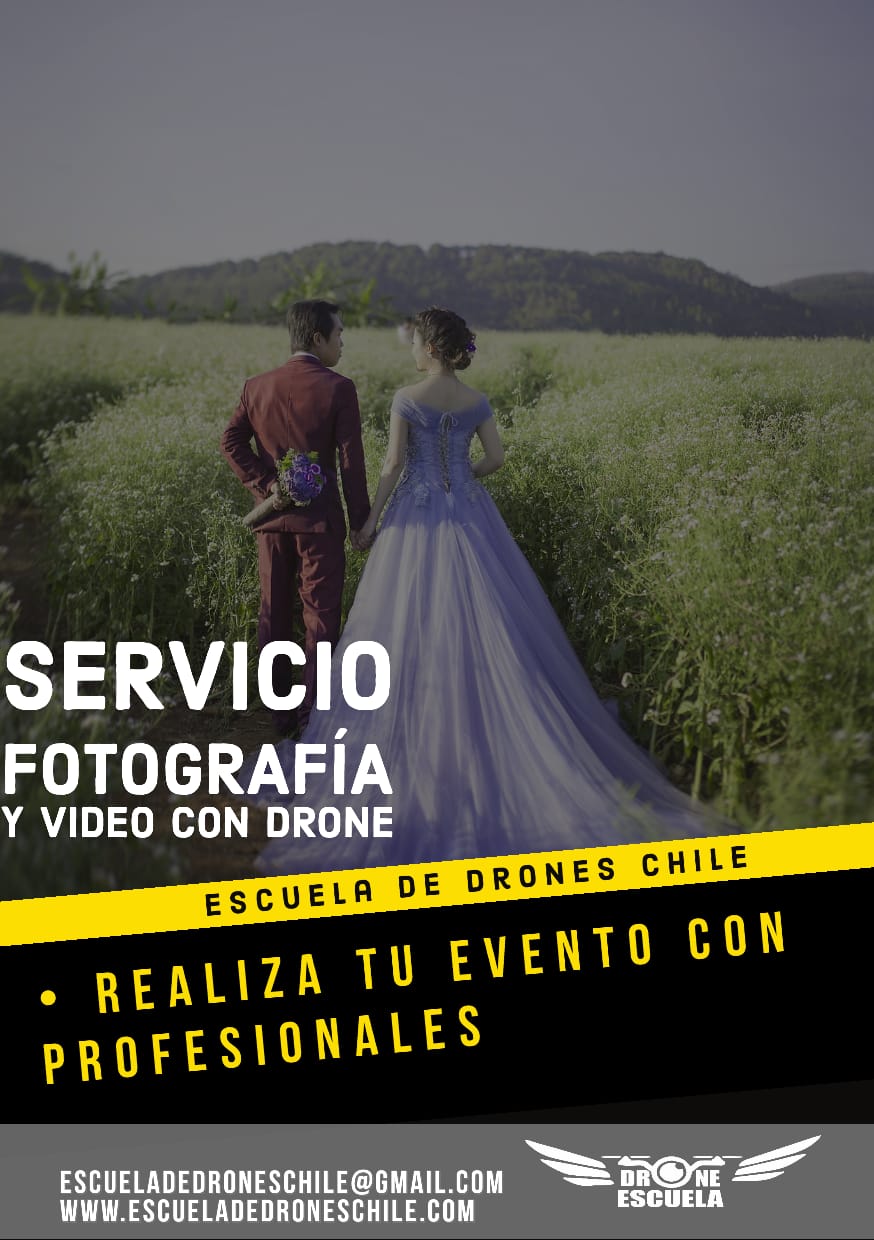 SERVICIO
FOTOGRAFÍA
Y VIDEO CON DRONE
ESCUELA DE DRONES CHILE
• REALIZA TU EVENTO CON
PROFESIONALES
ESCUELADEDRONESCHILE@GMAIL.COM
WWW.ESCUELADEDRONESCHILE.COM
DRONE
ESCUELA